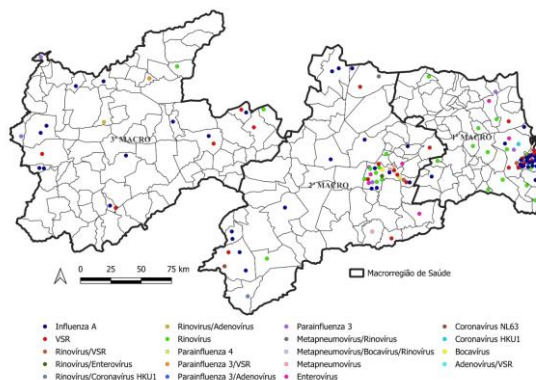 3ª MACRO
1ª MACRO
2ª MACRO
0 25 50 75 km
Macrorregião de Saúde
Influenza A
VSR
Rinovírus/VSR
Rinovírus/Enterovírus
Rinovírus/Coronavírus HKU1
Rinovirus/Adenovírus
Rinovírus
Parainfluenza 4
Parainfluenza 3/VSR
Parainfluenza 3/Adenovírus
Parainfluenza 3
Metapneumovírus/Rinovírus
Metapneumovírus/Bocavírus/Rinovírus
Metapneumovírus
Enterovírus
Coronavírus NL63
Coronavírus HKU1
Bocavírus
Adenovírus/VSR